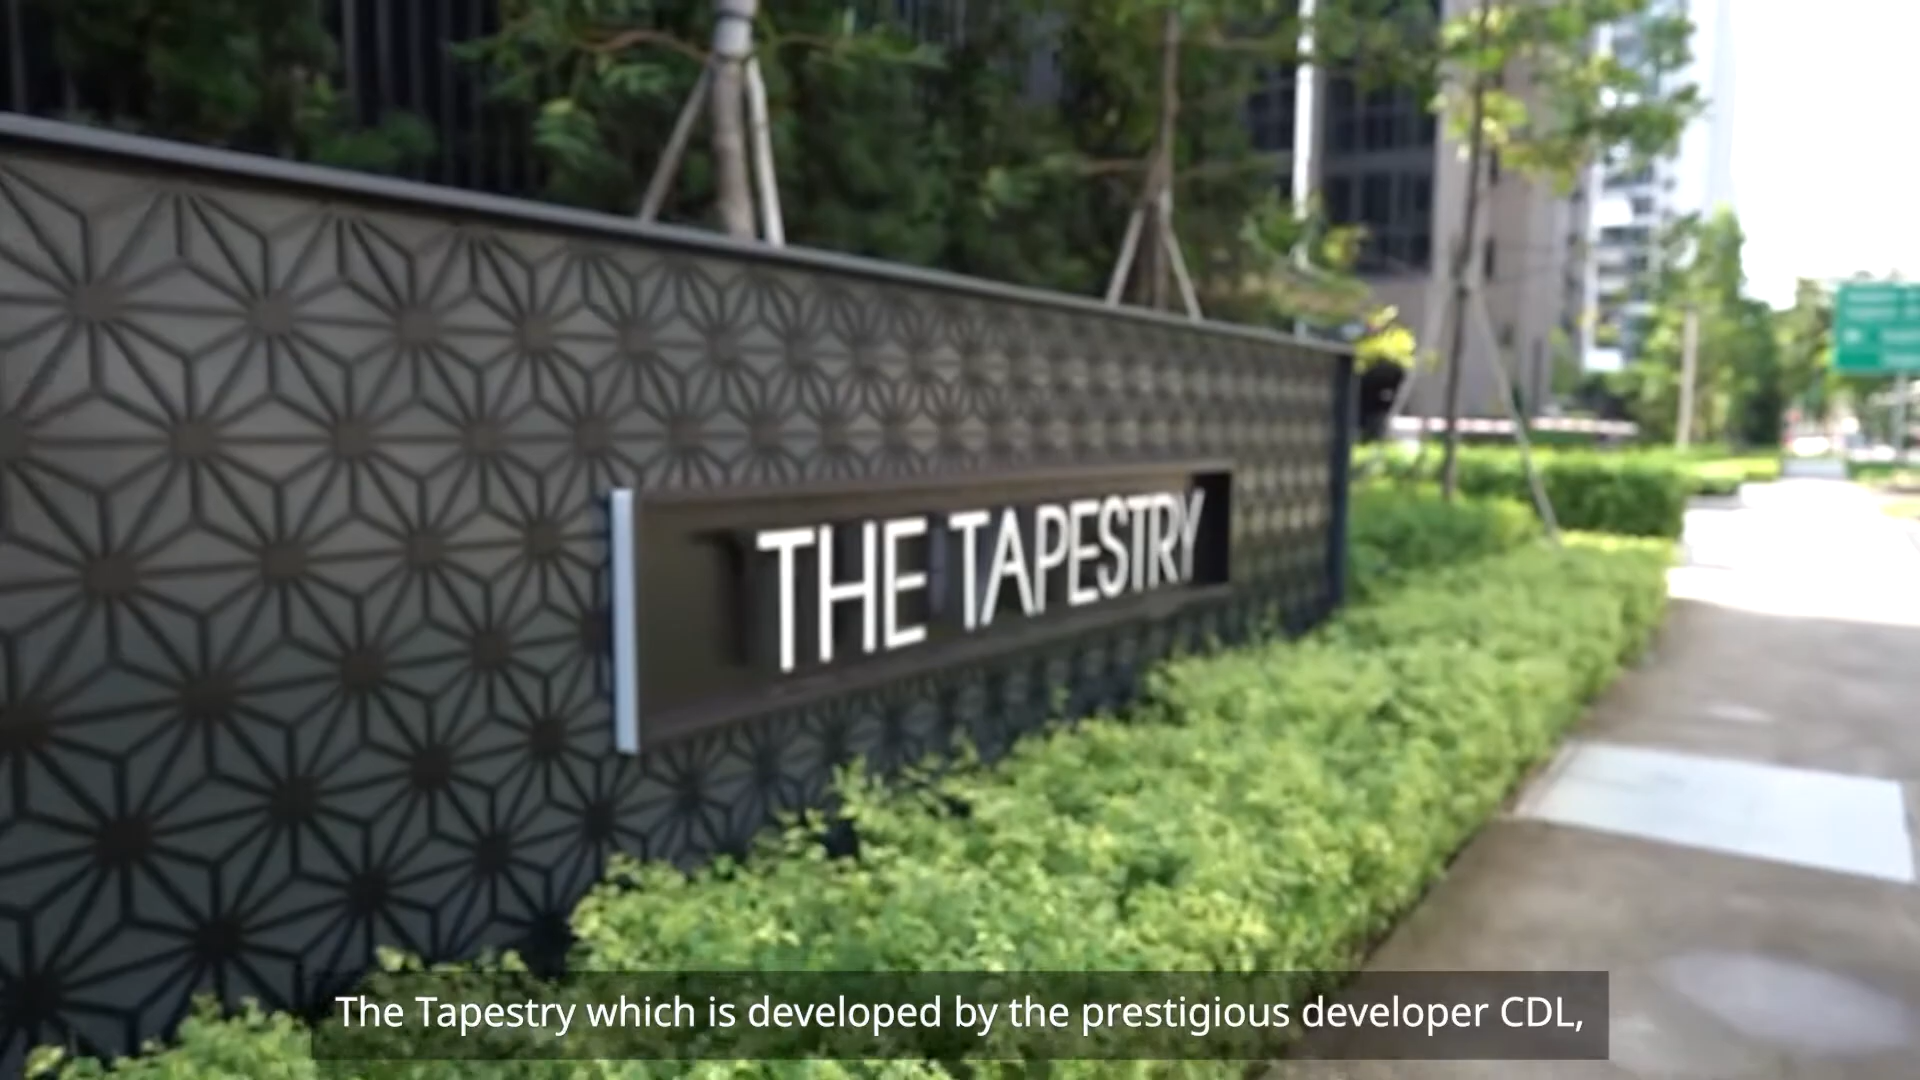 THE TAPESTRY
The Tapestry which is developed by the prestigious developer CDL,